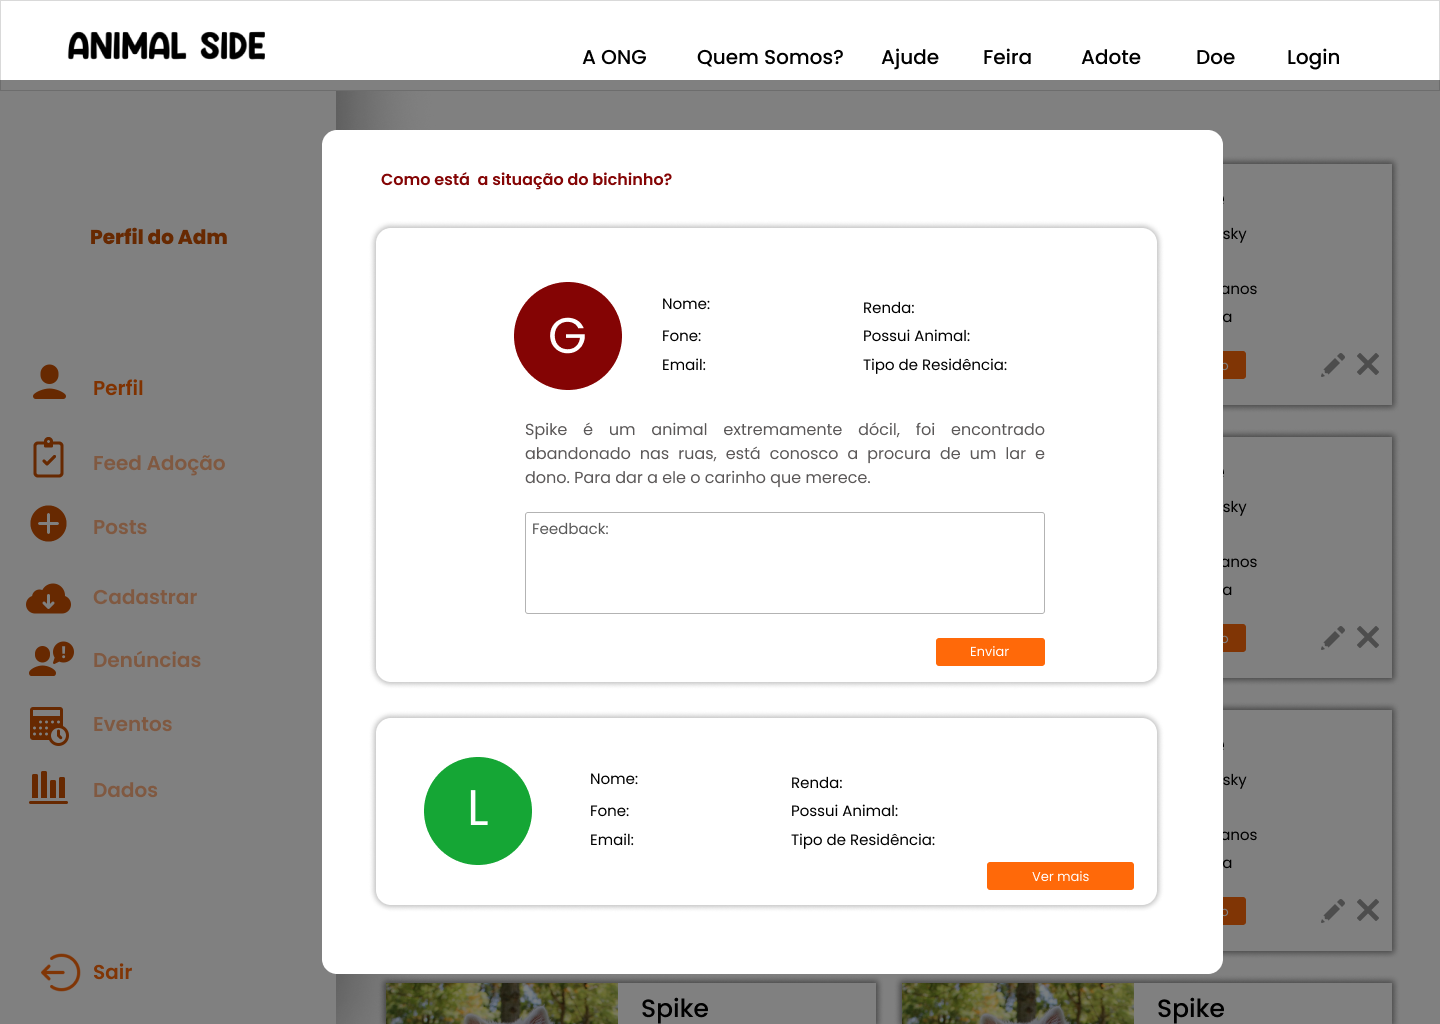 ANIMAL SIDE
A ONG
Quem Somos?
Ajude
Feira
Adote
Doe
Login
Perfil do Adm
Perfil
Feed Adoção
Posts
Cadastrar
Denúncias
Eventos
Dados
Sair
Como está a situação do bichinho?
G
Nome:
Fone:
Email:
Renda:
Possui Animal:
Tipo de Residência:
Spike é um animal extremamente dócil, foi encontrado
abandonado nas ruas, está conosco a procura de um lar e
dono. Para dar a ele o carinho que merece.
Feedback:
Enviar
L
Nome:
Fone:
Email:
Renda:
Possui Animal:
Tipo de Residência:
Ver mais
anos
anos
anos
Spike
Spike